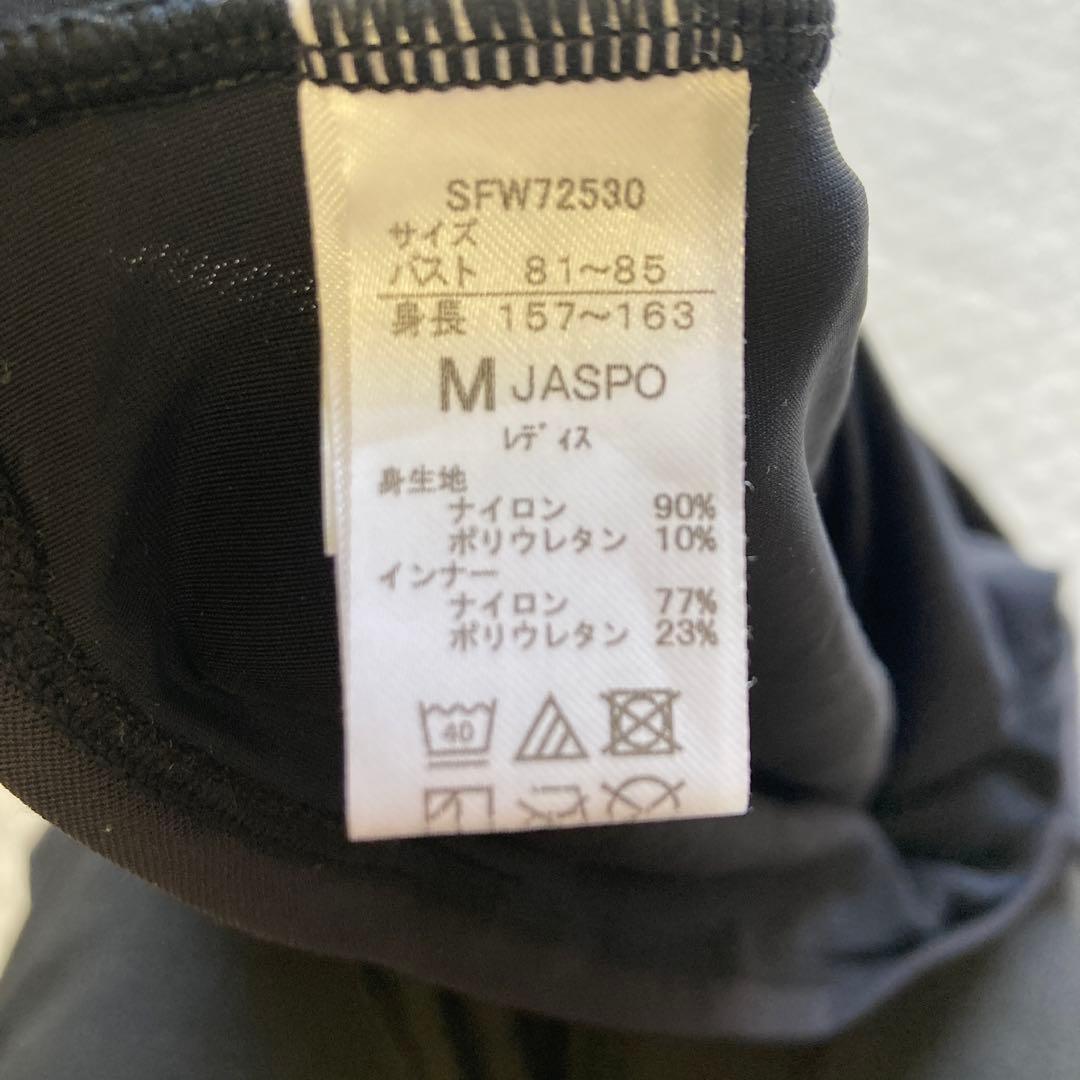 SFW72530
サイズ
バスト 81～85
身長 157～163
M JASPO
レディス
身生地
ナイロン 90%
ポリウレタン 10%
インナー
ナイロン 77%
ポリウレタン 23%
40